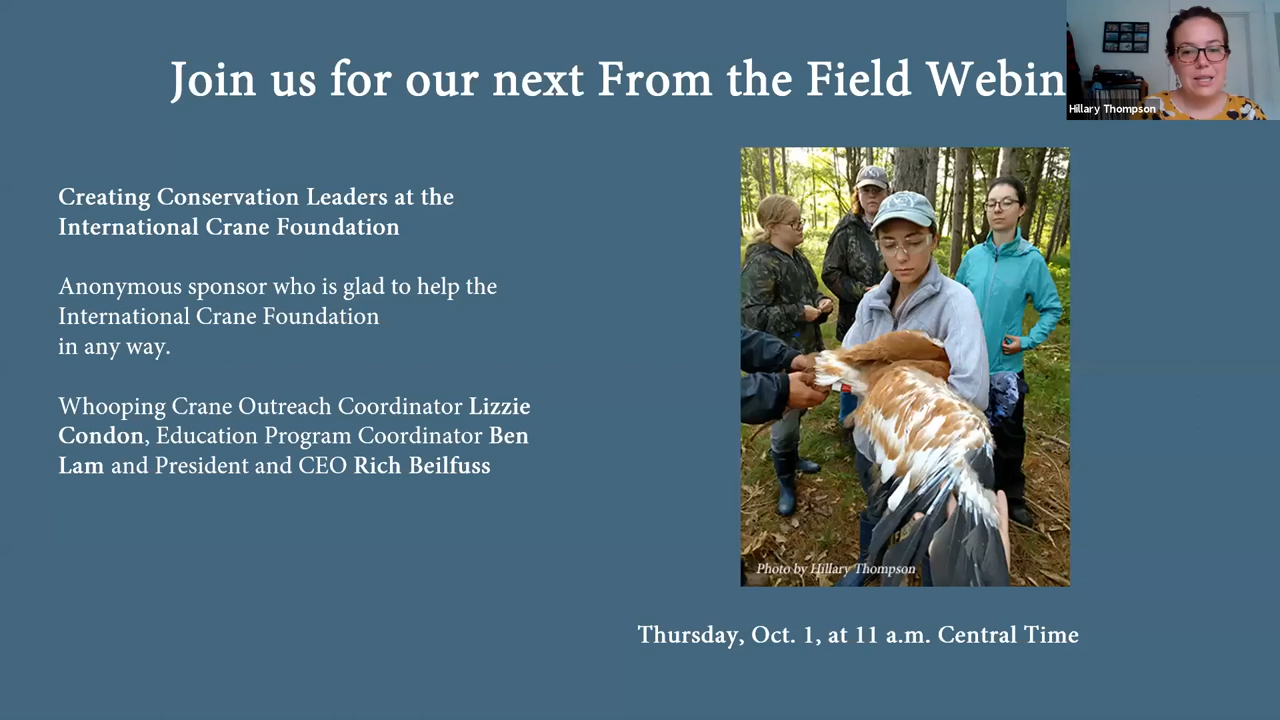 Join us for our next From the Field Webin
Hillary Thompson
Creating Conservation Leaders at the
International Crane Foundation
Anonymous sponsor who is glad to help the
International Crane Foundation
in any way.
Whooping Crane Outreach Coordinator Lizzie
Condon, Education Program Coordinator Ben
Lam and President and CEO Rich Beilfuss
Photo by Hillary Thompson
Thursday, Oct. 1, at 11 a.m. Central Time